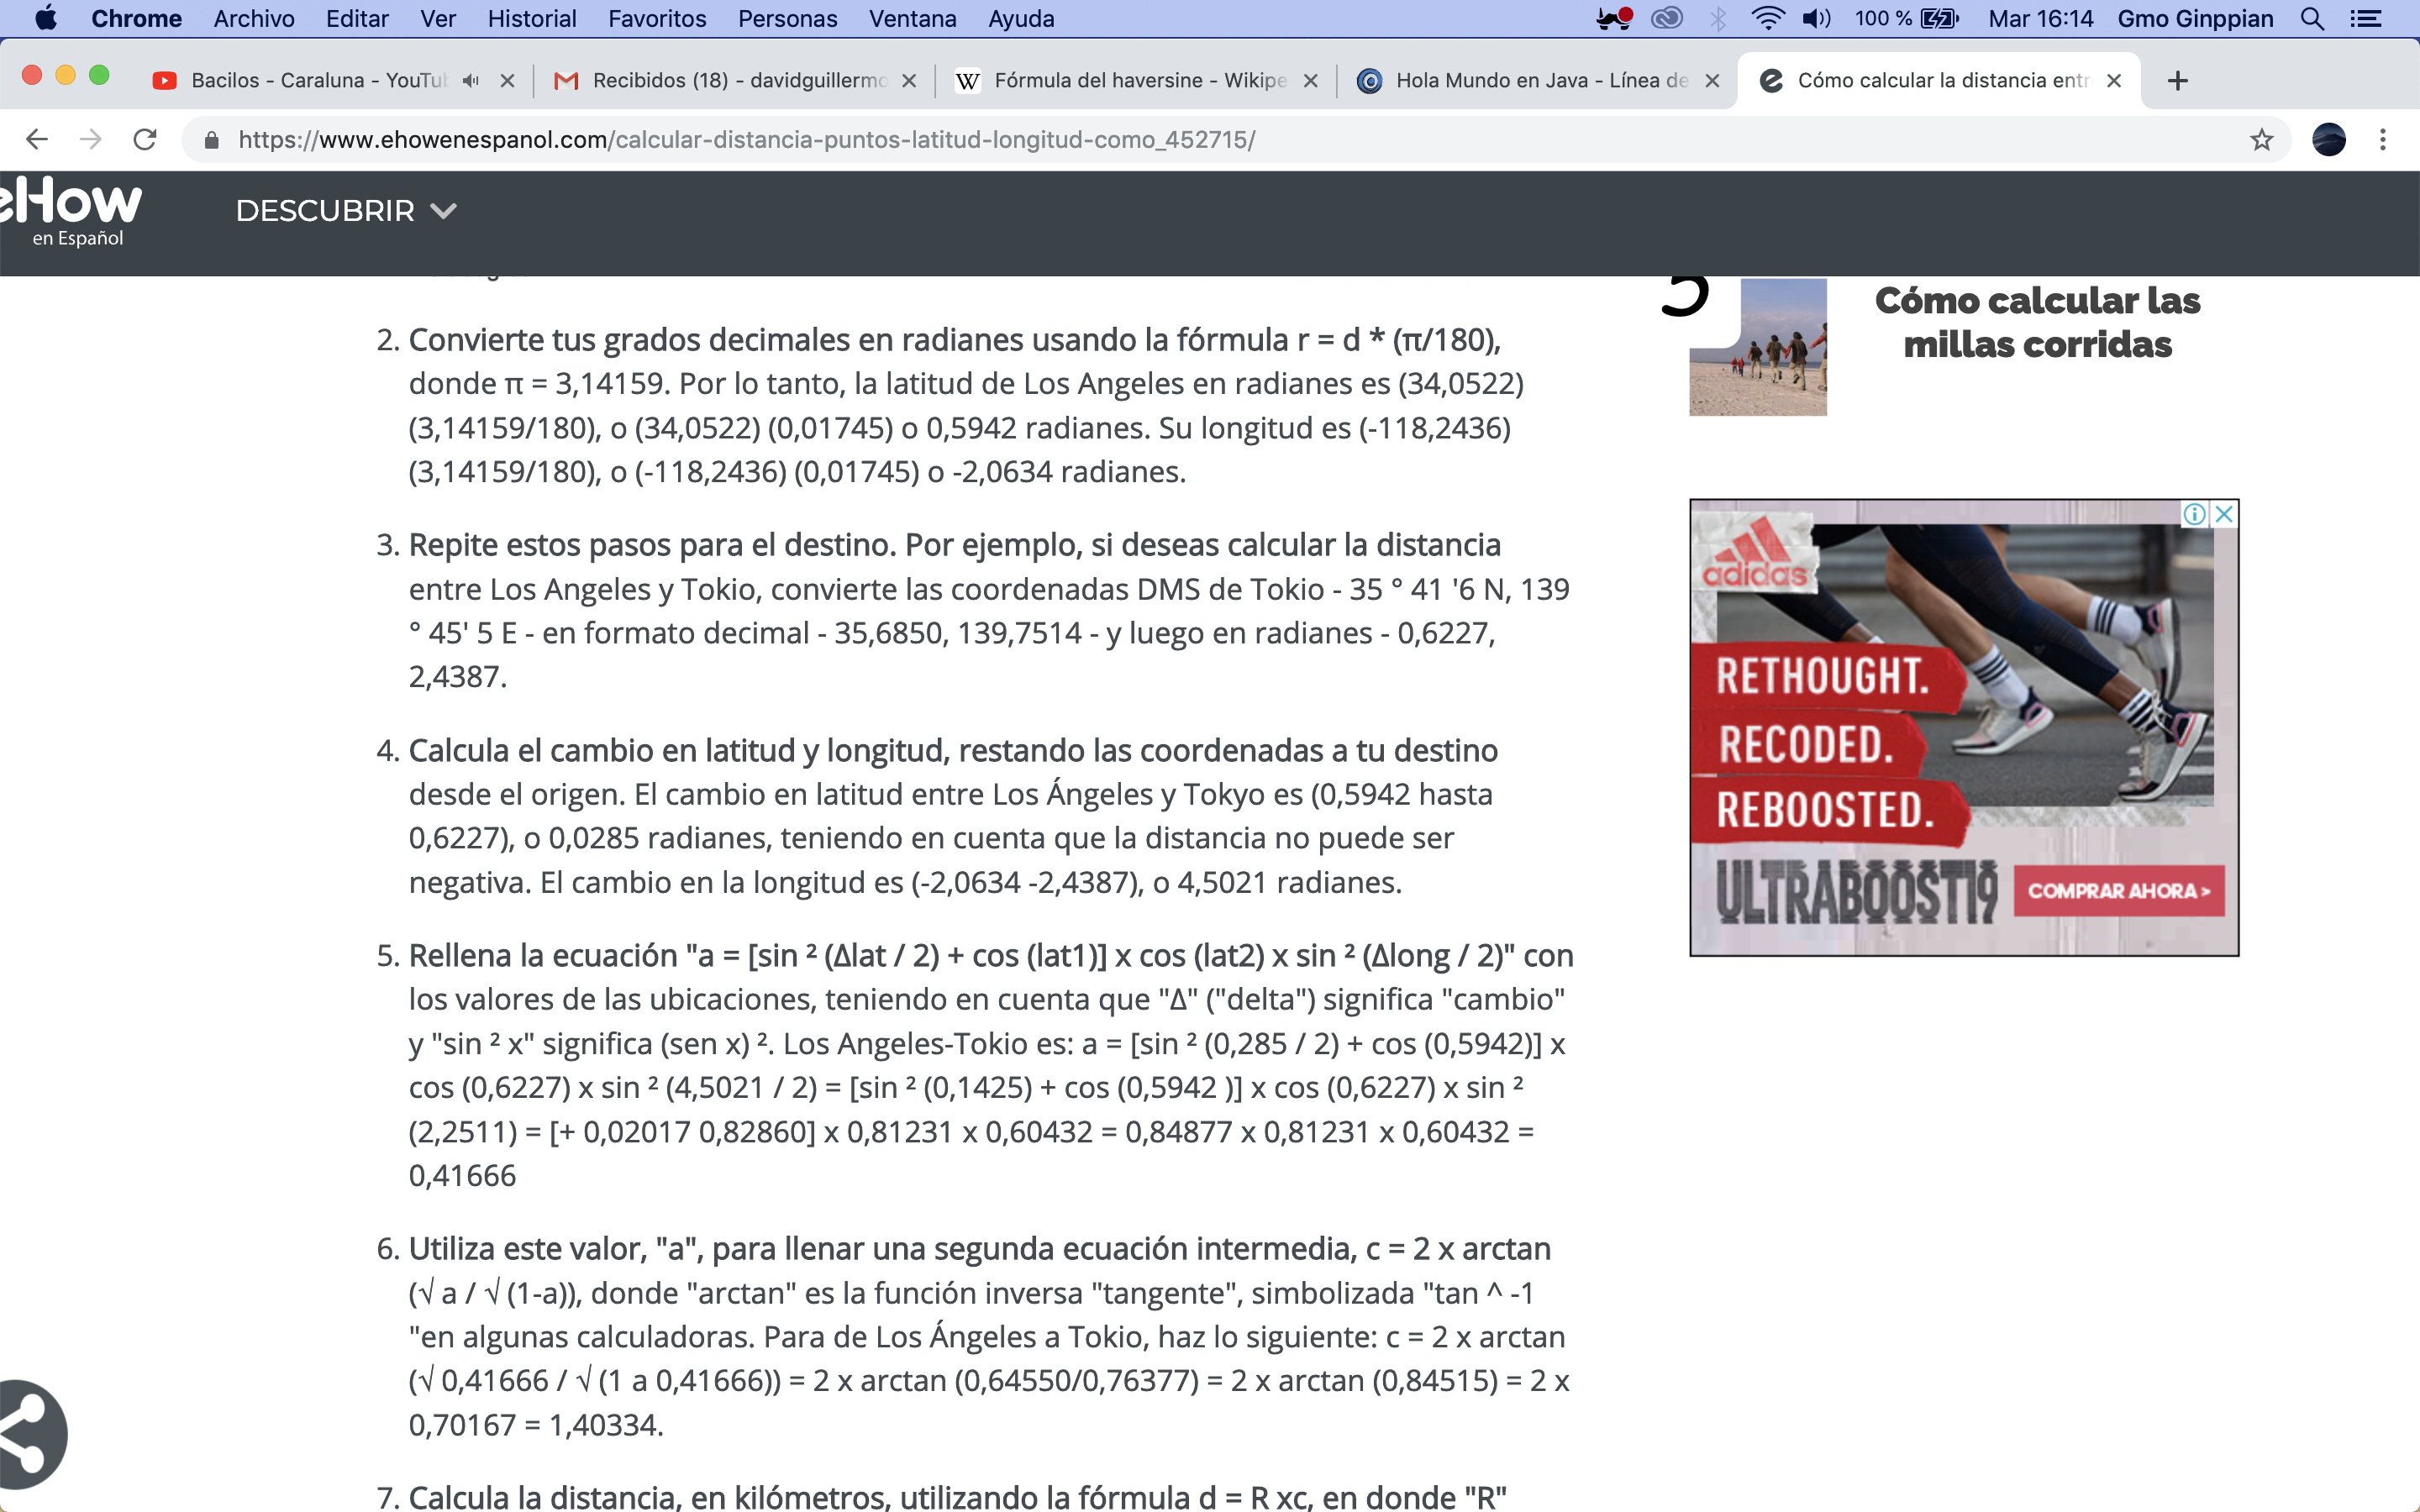 Chrome Archivo Editar Ver Historial Favoritos Personas Ventana Ayuda 100 % Mar 16:14 Gmo Ginppian
Bacilos - Caraluna - YouTu Recibidos (18) - davidguillermo Fórmula del haversine - Wikipe Hola Mundo en Java - Línea de Cómo calcular la distancia entr
https://www.ehowenespanol.com/calcular-distancia-puntos-latitud-longitud-como_452715/
eHow
en Español
DESCUBRIR
2. Convierte tus grados decimales en radianes usando la fórmula r = d * (π/180),
donde π = 3,14159. Por lo tanto, la latitud de Los Angeles en radianes es (34,0522)
(3,14159/180), o (34,0522) (0,01745) o 0,5942 radianes. Su longitud es (-118,2436)
(3,14159/180), o (-118,2436) (0,01745) o -2,0634 radianes.
3. Repite estos pasos para el destino. Por ejemplo, si deseas calcular la distancia
entre Los Angeles y Tokio, convierte las coordenadas DMS de Tokio - 35 ° 41 '6 N, 139
° 45' 5 E - en formato decimal - 35,6850, 139,7514 - y luego en radianes - 0,6227,
2,4387.
4. Calcula el cambio en latitud y longitud, restando las coordenadas a tu destino
desde el origen. El cambio en latitud entre Los Ángeles y Tokyo es (0,5942 hasta
0,6227), o 0,0285 radianes, teniendo en cuenta que la distancia no puede ser
negativa. El cambio en la longitud es (-2,0634 -2,4387), o 4,5021 radianes.
5. Rellena la ecuación "a = [sin ² (Δlat / 2) + cos (lat1)] x cos (lat2) x sin ² (Δlong / 2)" con
los valores de las ubicaciones, teniendo en cuenta que "Δ" ("delta") significa "cambio"
y "sin ² x" significa (sen x) ². Los Angeles-Tokio es: a = [sin ² (0,285 / 2) + cos (0,5942)] x
cos (0,6227) x sin ² (4,5021 / 2) = [sin ² (0,1425) + cos (0,5942 )] x cos (0,6227) x sin ²
(2,2511) = [+ 0,02017 0,82860] x 0,81231 x 0,60432 = 0,84877 x 0,81231 x 0,60432 =
0,41666
6. Utiliza este valor, "a", para llenar una segunda ecuación intermedia, c = 2 x arctan
(√ a / √ (1-a)), donde "arctan" es la función inversa "tangente", simbolizada "tan ^ -1
"en algunas calculadoras. Para de Los Ángeles a Tokio, haz lo siguiente: c = 2 x arctan
(√ 0,41666 / √ (1 a 0,41666)) = 2 x arctan (0,64550/0,76377) = 2 x arctan (0,84515) = 2 x
0,70167 = 1,40334.
7. Calcula la distancia, en kilómetros, utilizando la fórmula d = R xc, en donde "R"
5
Cómo calcular las
millas corridas
adidas
RETHOUGHT.
RECODED.
REBOOSTED.
ULTRABOOST19
COMPRAR AHORA >